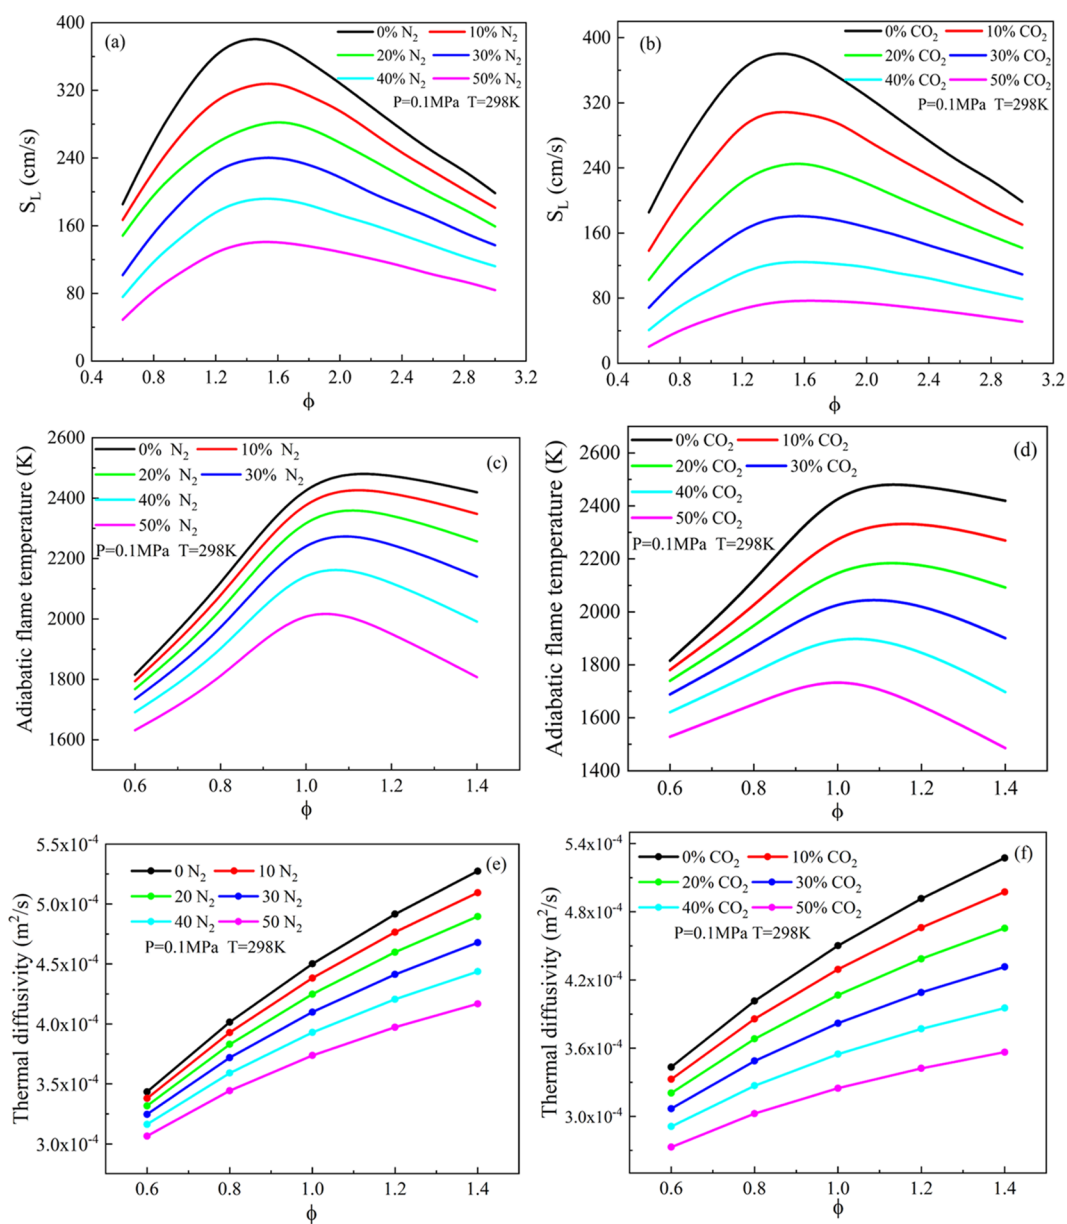 (a)
0% N₂ 10% N₂
20% N₂ 30% N₂
40% N₂ 50% N₂
P=0.1MPa T=298K
S_L (cm/s)
400
320
240
160
80
0
0.4 0.8 1.2 1.6 2.0 2.4 2.8 3.2
ϕ
(b)
0% CO₂ 10% CO₂
20% CO₂ 30% CO₂
40% CO₂ 50% CO₂
P=0.1MPa T=298K
S_L (cm/s)
400
320
240
160
80
0
0.4 0.8 1.2 1.6 2.0 2.4 2.8 3.2
ϕ
(c)
0% N₂ 10% N₂
20% N₂ 30% N₂
40% N₂
50% N₂
P=0.1MPa T=298K
Adiabatic flame temperature (K)
2600
2400
2200
2000
1800
1600
0.6 0.8 1.0 1.2 1.4
ϕ
(d)
0% CO₂ 10% CO₂
20% CO₂ 30% CO₂
40% CO₂
50% CO₂
P=0.1MPa T=298K
Adiabatic flame temperature (K)
2600
2400
2200
2000
1800
1600
1400
0.6 0.8 1.0 1.2 1.4
ϕ
(e)
0 N₂ 10 N₂
20 N₂ 30 N₂
40 N₂ 50 N₂
P=0.1MPa T=298K
Thermal diffusivity (m²/s)
5.5x10⁻⁴
5.0x10⁻⁴
4.5x10⁻⁴
4.0x10⁻⁴
3.5x10⁻⁴
3.0x10⁻⁴
0.6 0.8 1.0 1.2 1.4
ϕ
(f)
0% CO₂ 10% CO₂
20% CO₂ 30% CO₂
40% CO₂ 50% CO₂
P=0.1MPa T=298K
Thermal diffusivity (m²/s)
5.4x10⁻⁴
4.8x10⁻⁴
4.2x10⁻⁴
3.6x10⁻⁴
3.0x10⁻⁴
0.6 0.8 1.0 1.2 1.4
ϕ